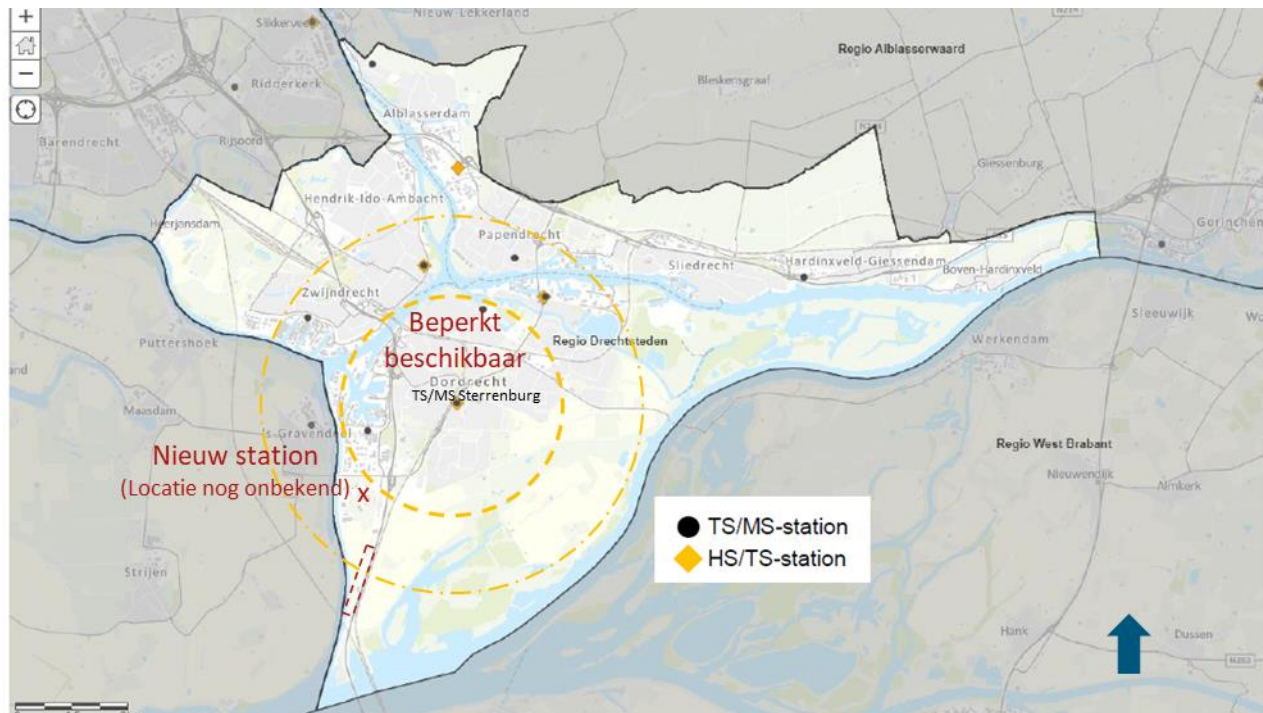 +
−
Nieuw-Lekkerland
Slikkerveer
Ridderkerk
Regio Alblasserwaard
Bleskensgraaf
Alblasserdam
Barendrecht
Rijsoord
Giessenburg
Hendrik-Ido-Ambacht
Heerjansdam
Papendrecht
Gorinchem
Sliedrecht
Hardinxveld-Giessendam
Boven-Hardinxveld
Zwijndrecht
Sleeuwijk
Beperkt
beschikbaar
Regio Drechtsteden
Werkendam
Puttershoek
Dordrecht
TS/MS Sterrenburg
Maasdam
's Gravendeel
Regio West Brabant
Nieuw station
(Locatie nog onbekend) x
Nieuwendijk
Almkerk
TS/MS-station
HS/TS-station
Strijen
Hank
Dussen
N283